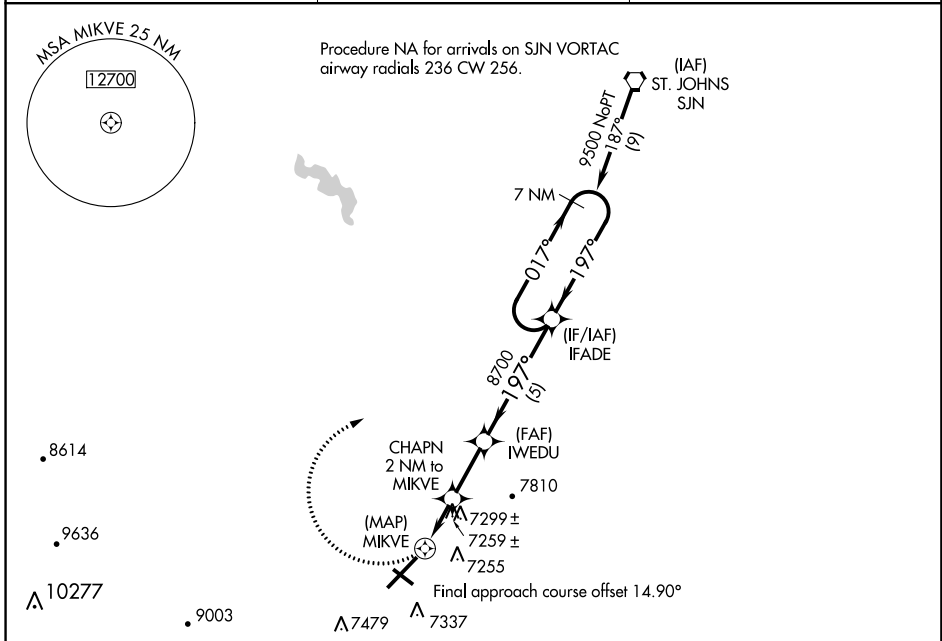 MSA MIKVE 25 NM
12700
Procedure NA for arrivals on SJN VORTAC
airway radials 236 CW 256.
(IAF)
ST. JOHNS
SJN
9500 NoPT
187°
(9)
7 NM
017°
197°
(IF/IAF)
IFADE
8700
197°
(5)
(FAF)
IWEDU
CHAPN
2 NM to
MIKVE
8614
7810
7299 ±
7259 ±
(MAP)
MIKVE
9636
7255
10277
Final approach course offset 14.90°
9003
7479
7337